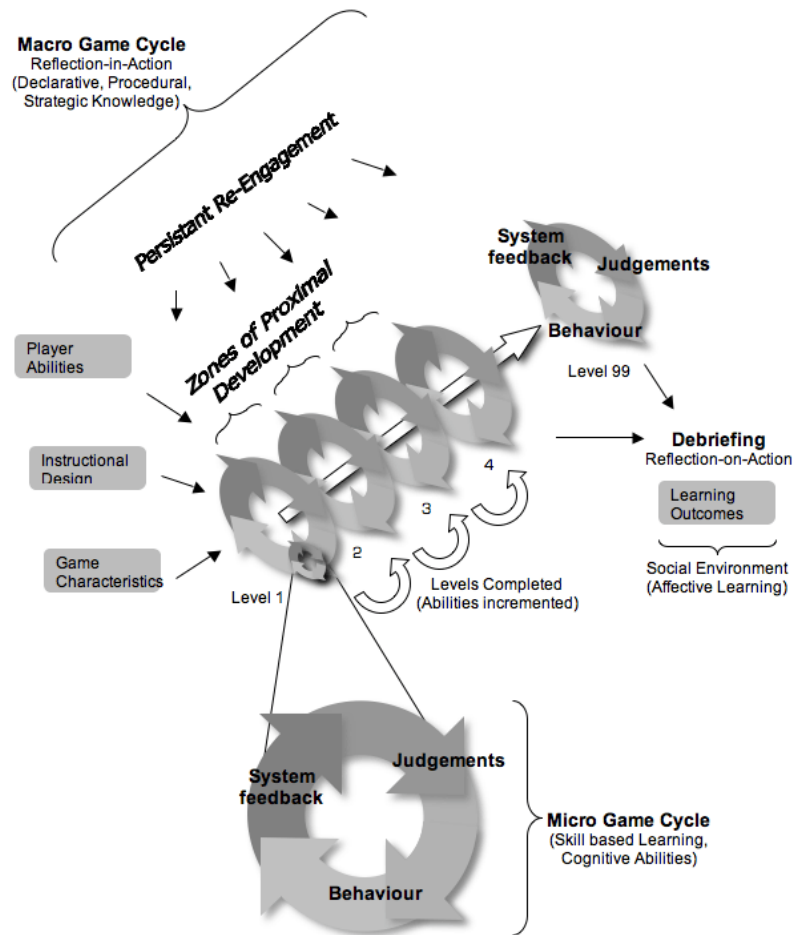 Macro Game Cycle
Reflection-in-Action
(Declarative, Procedural,
Strategic Knowledge)
Persistant Re-Engagement
Zones of Proximal
Development
System
feedback
Judgements
Behaviour
Level 99
Player
Abilities
Instructional
Design
Game
Characteristics
Level 1
2
3
4
Levels Completed
(Abilities incremented)
Debriefing
Reflection-on-Action
Learning
Outcomes
Social Environment
(Affective Learning)
System
feedback
Judgements
Behaviour
Micro Game Cycle
(Skill based Learning,
Cognitive Abilities)